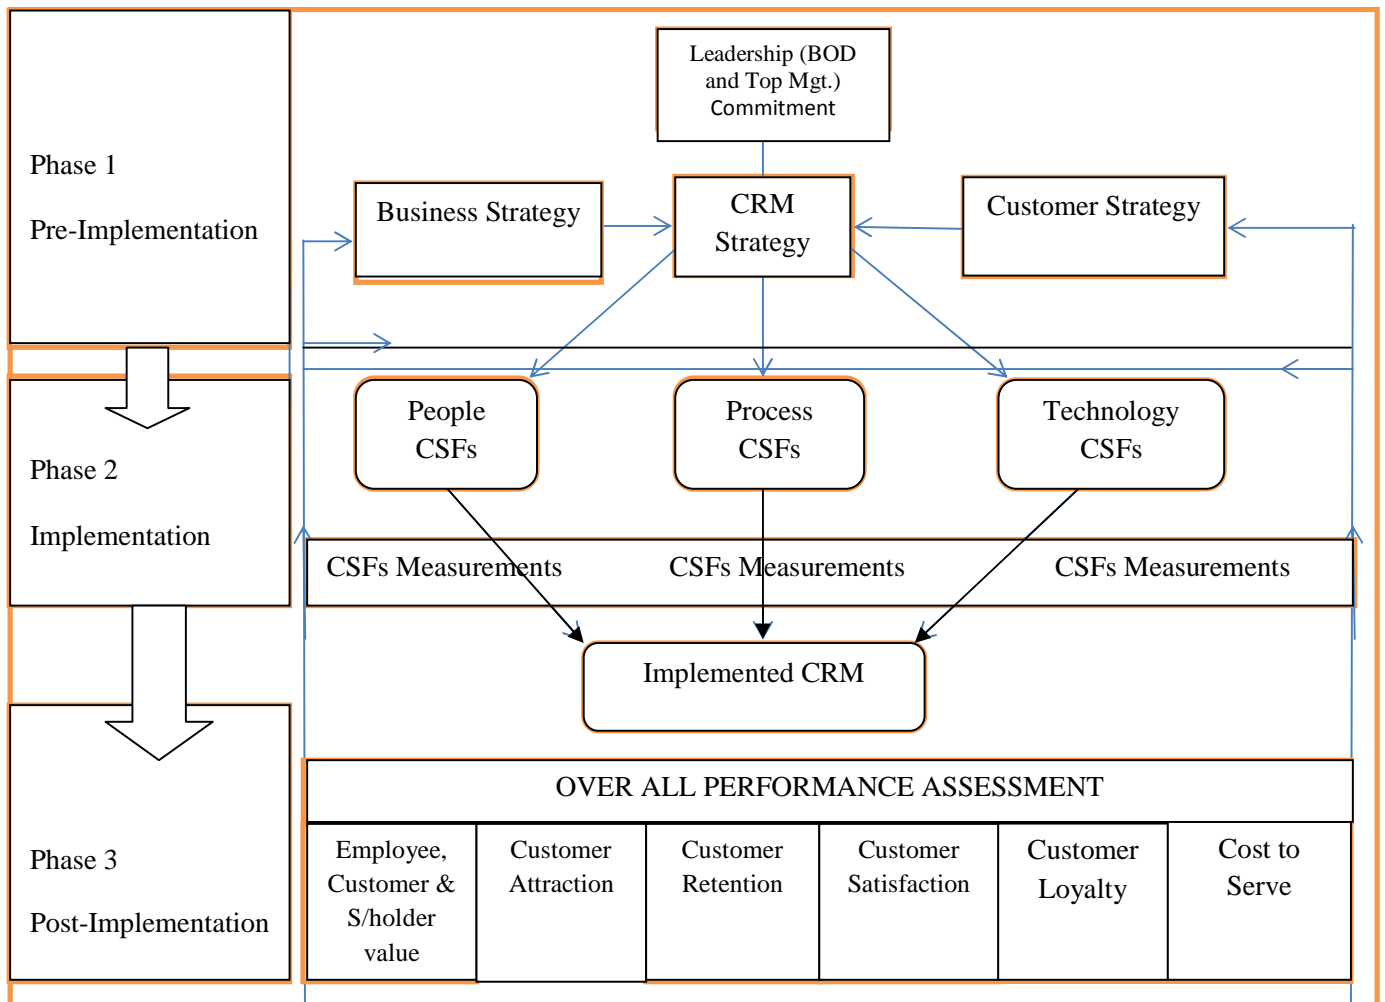 Leadership (BOD
and Top Mgt.)
Commitment
Phase 1
Pre-Implementation
Business Strategy
CRM
Strategy
Customer Strategy
People
CSFs
Process
CSFs
Technology
CSFs
Phase 2
Implementation
CSFs Measurements
CSFs Measurements
CSFs Measurements
Implemented CRM
OVER ALL PERFORMANCE ASSESSMENT
Phase 3
Post-Implementation
Employee,
Customer &
S/holder
value
Customer
Attraction
Customer
Retention
Customer
Satisfaction
Customer
Loyalty
Cost to
Serve